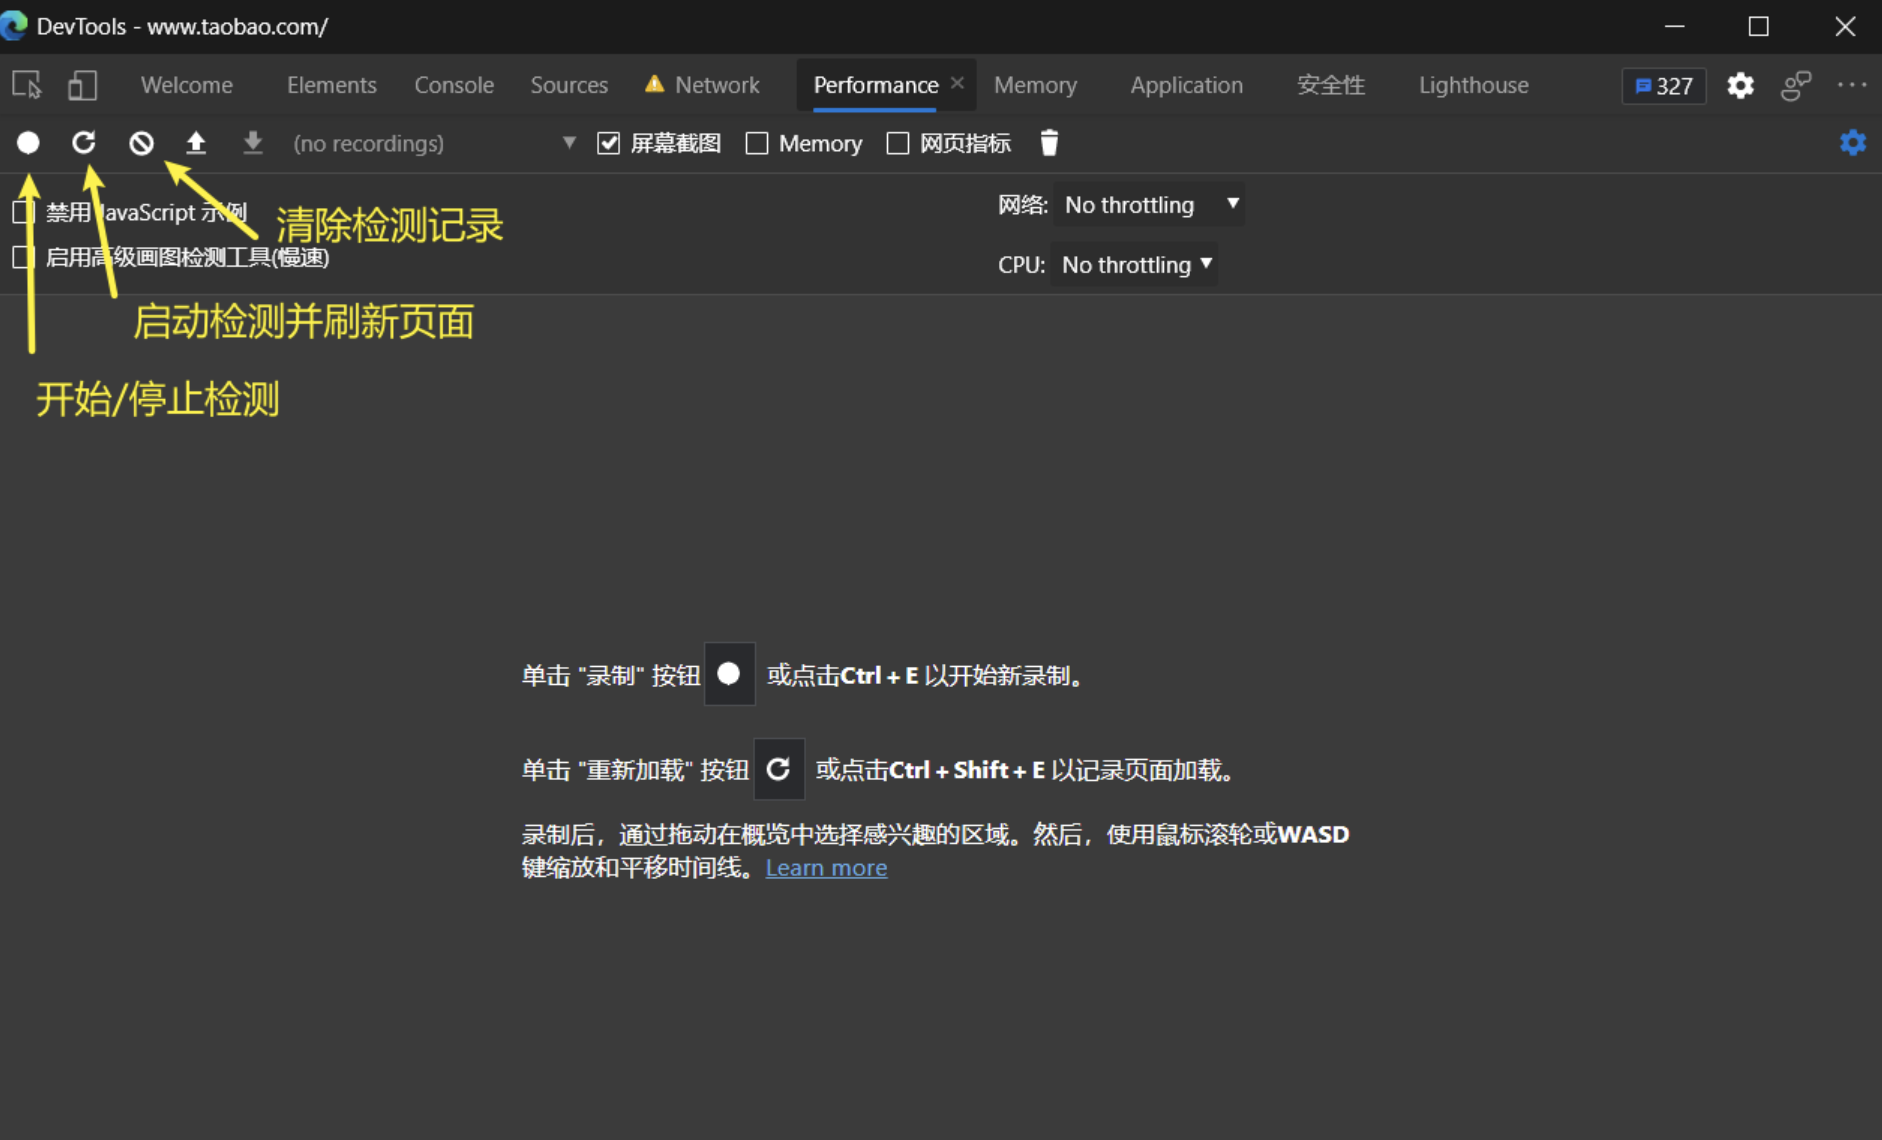 DevTools - www.taobao.com/
Welcome Elements Console Sources Network Performance Memory Application 安全性 Lighthouse 327
(no recordings) 屏幕截图 Memory 网页指标
禁用 JavaScript 示例
网络: No throttling
清除检测记录
启用高级画图检测工具(慢速)
CPU: No throttling
启动检测并刷新页面
开始/停止检测
单击 "录制" 按钮 或点击Ctrl + E 以开始新录制。
单击 "重新加载" 按钮 或点击Ctrl + Shift + E 以记录页面加载。
录制后，通过拖动在概览中选择感兴趣的区域。然后，使用鼠标滚轮或WASD
键缩放和平移时间线。Learn more